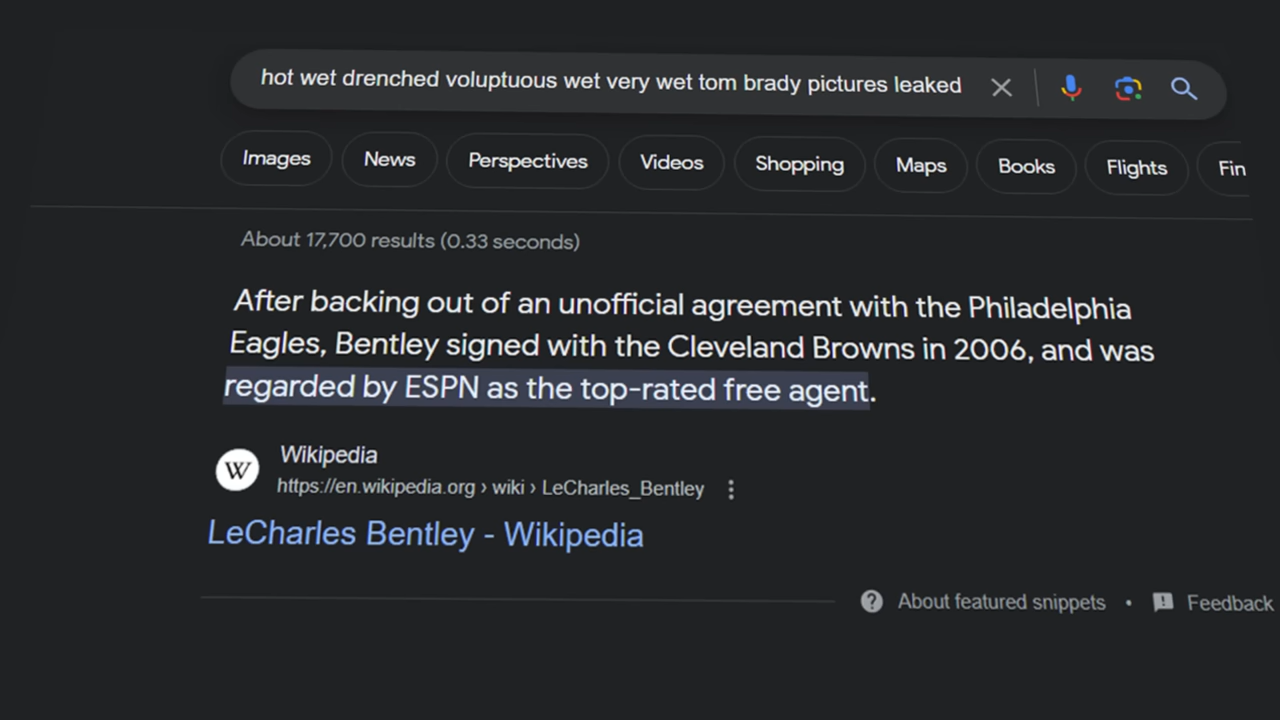 hot wet drenched voluptuous wet very wet tom brady pictures leaked
Images News Perspectives Videos Shopping Maps Books Flights Fin
About 17,700 results (0.33 seconds)
After backing out of an unofficial agreement with the Philadelphia
Eagles, Bentley signed with the Cleveland Browns in 2006, and was
regarded by ESPN as the top-rated free agent.
W
Wikipedia
https://en.wikipedia.org › wiki › LeCharles_Bentley
LeCharles Bentley - Wikipedia
About featured snippets • Feedback